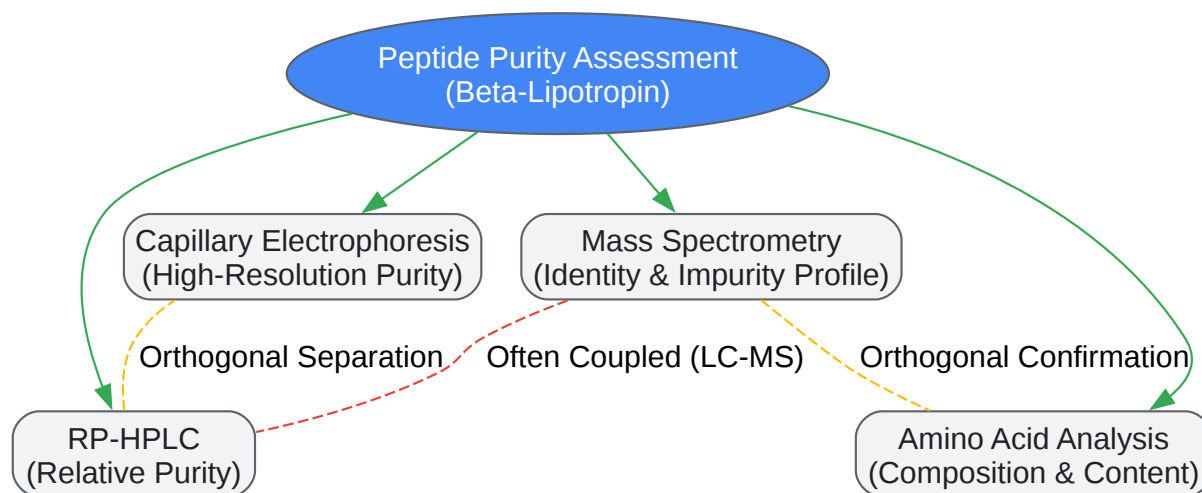 Peptide Purity Assessment
(Beta-Lipotropin)
Capillary Electrophoresis
(High-Resolution Purity)
Mass Spectrometry
(Identity & Impurity Profile)
Orthogonal Separation
Often Coupled (LC-MS)
Orthogonal Confirmation
RP-HPLC
(Relative Purity)
Amino Acid Analysis
(Composition & Content)